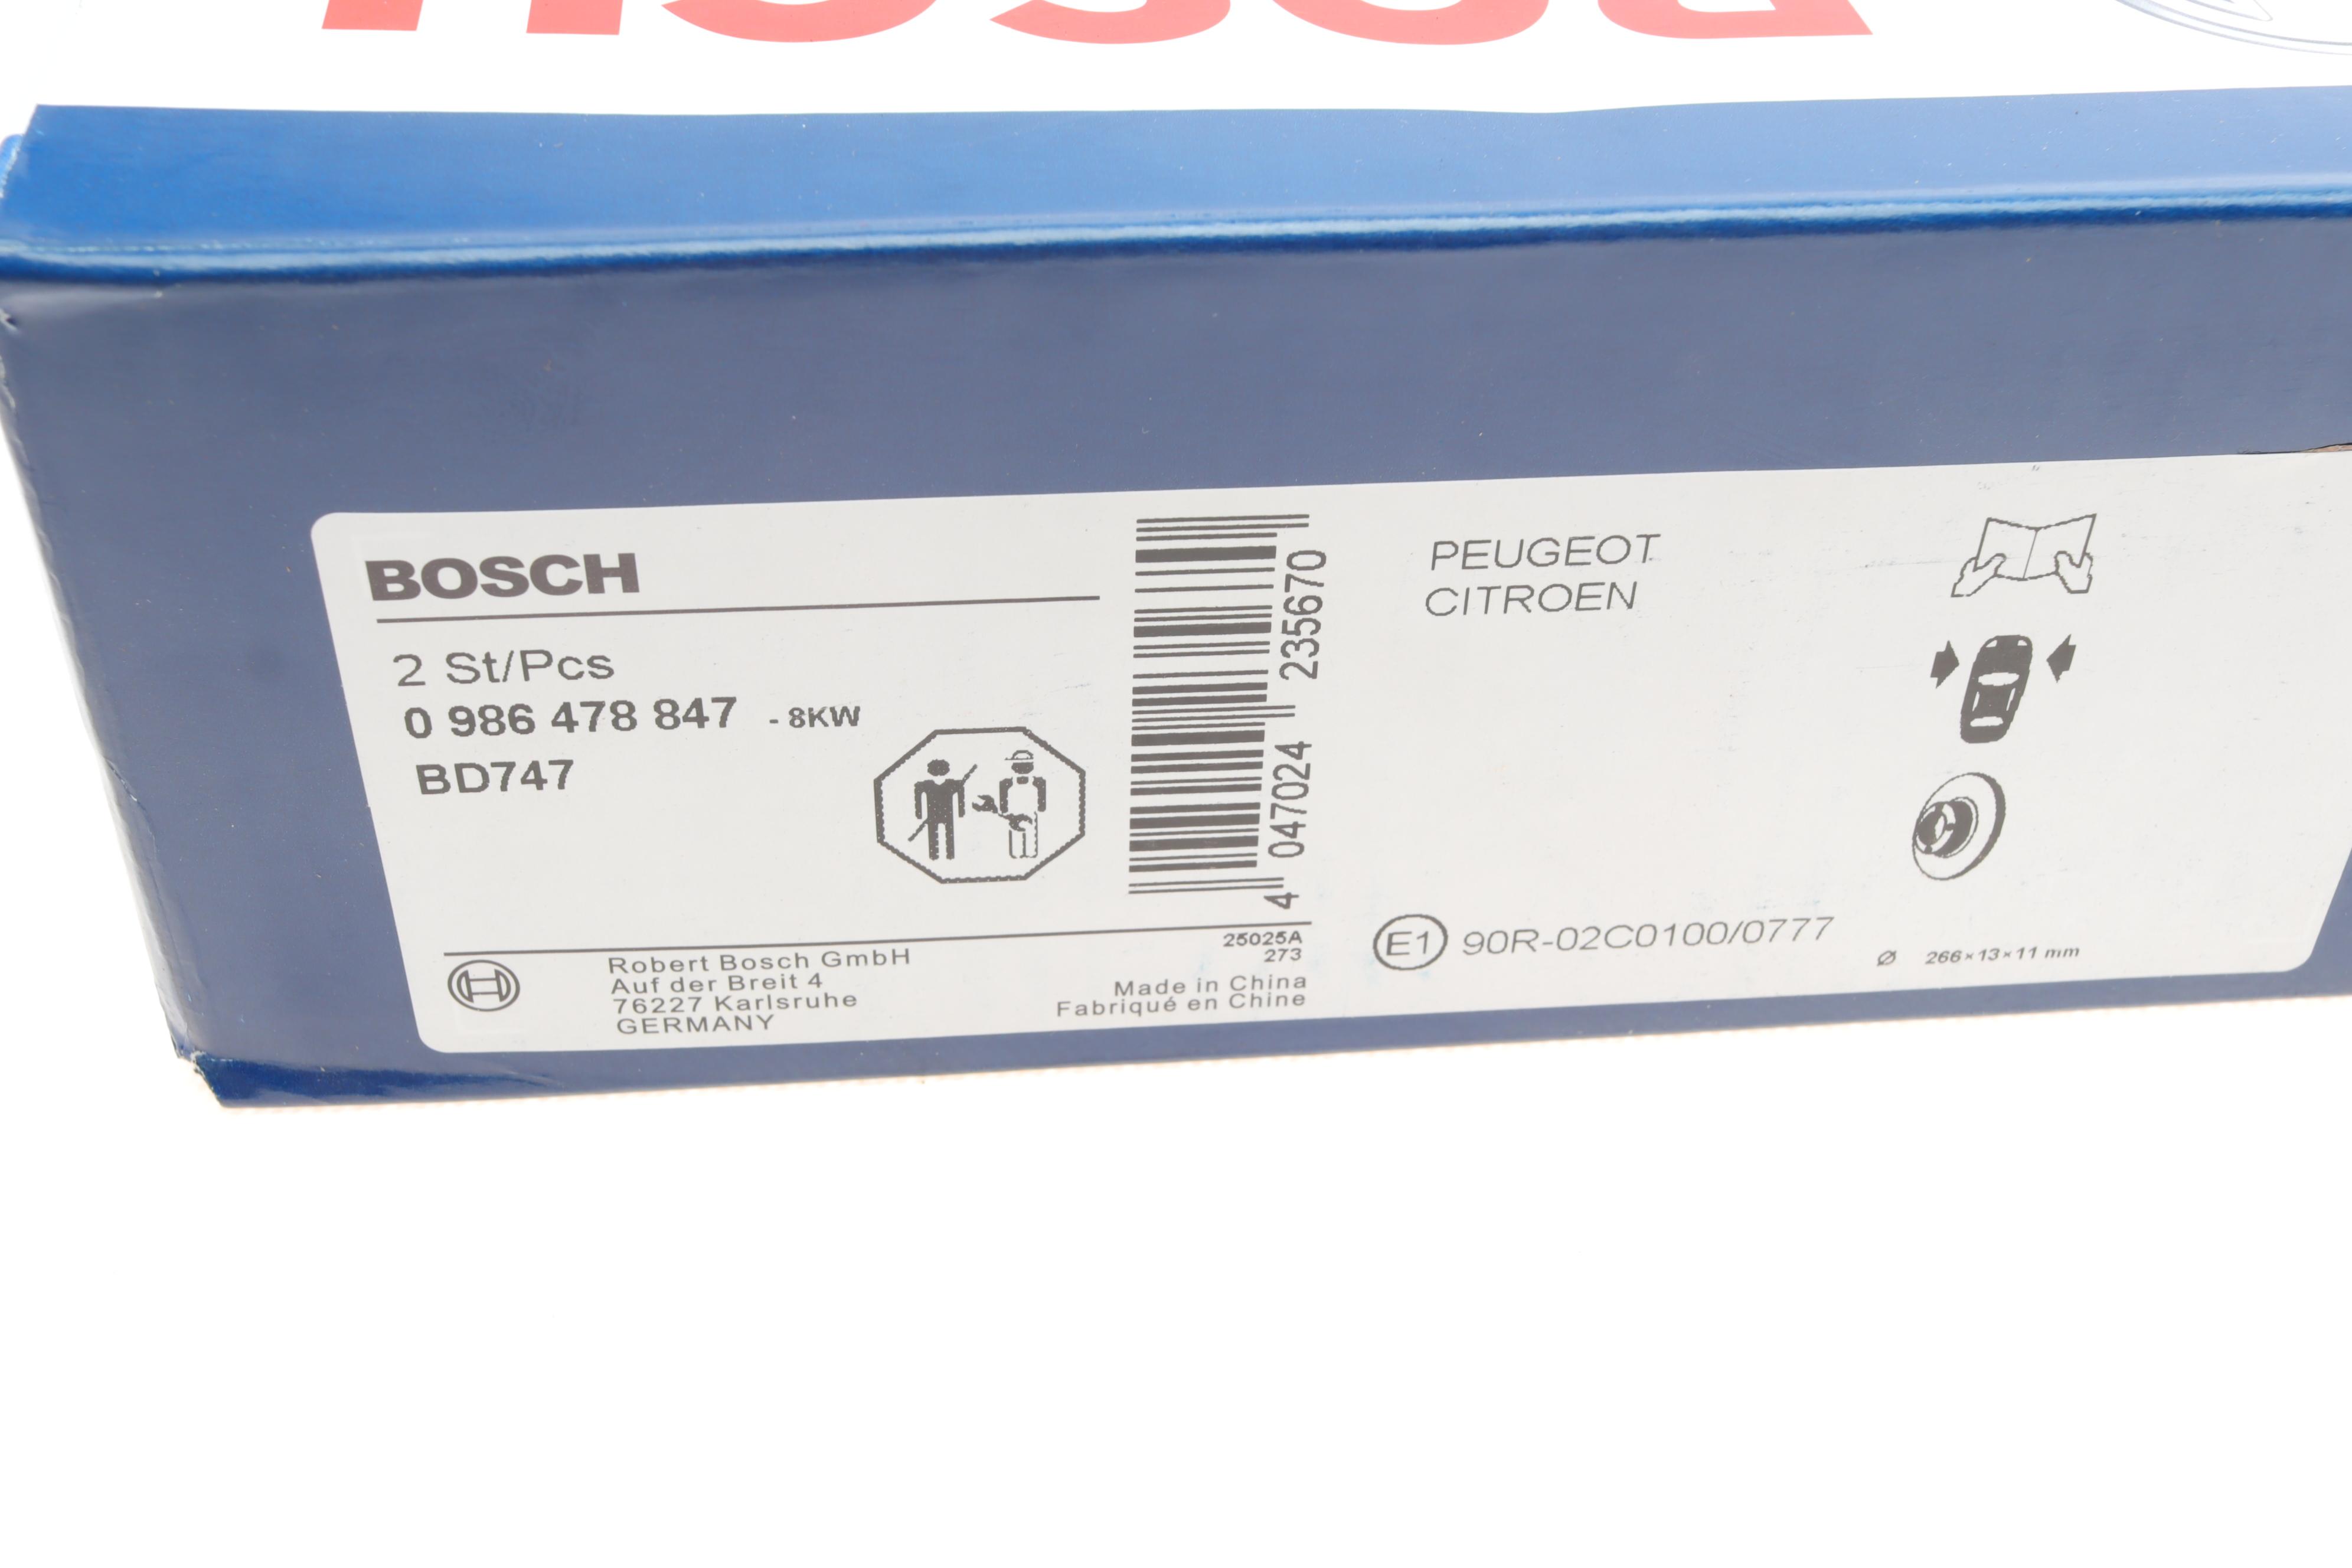 BOSCH
BOSCH
2 St/Pcs
0 986 478 847 - 8KW
BD747
4 047024 235670
PEUGEOT
CITROEN
25025A
273
Robert Bosch GmbH
Auf der Breit 4
76227 Karlsruhe
GERMANY
Made in China
Fabriqué en Chine
E1 90R-02C0100/0777
Ø 266×13×11 mm